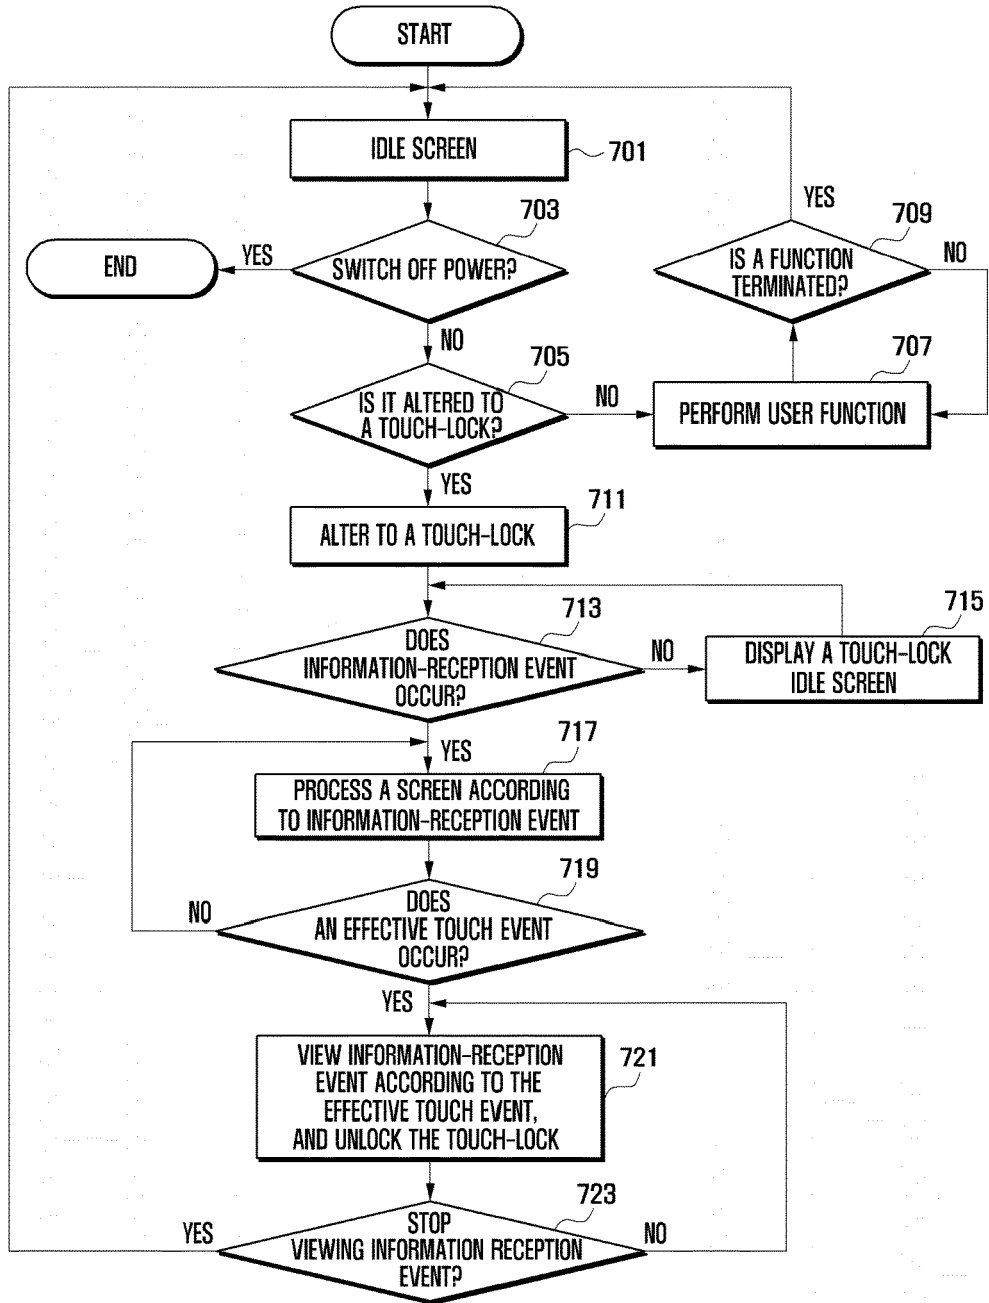 START
IDLE SCREEN
701
YES
703
709
END
YES
SWITCH OFF POWER?
IS A FUNCTION
TERMINATED?
NO
NO
705
707
IS IT ALTERED TO
A TOUCH-LOCK?
NO
PERFORM USER FUNCTION
YES
711
ALTER TO A TOUCH-LOCK
713
715
DOES
INFORMATION-RECEPTION EVENT
OCCUR?
NO
DISPLAY A TOUCH-LOCK
IDLE SCREEN
YES
717
PROCESS A SCREEN ACCORDING
TO INFORMATION-RECEPTION EVENT
719
NO
DOES
AN EFFECTIVE TOUCH EVENT
OCCUR?
YES
VIEW INFORMATION-RECEPTION
EVENT ACCORDING TO THE
EFFECTIVE TOUCH EVENT,
AND UNLOCK THE TOUCH-LOCK
721
723
YES
STOP
VIEWING INFORMATION RECEPTION
EVENT?
NO